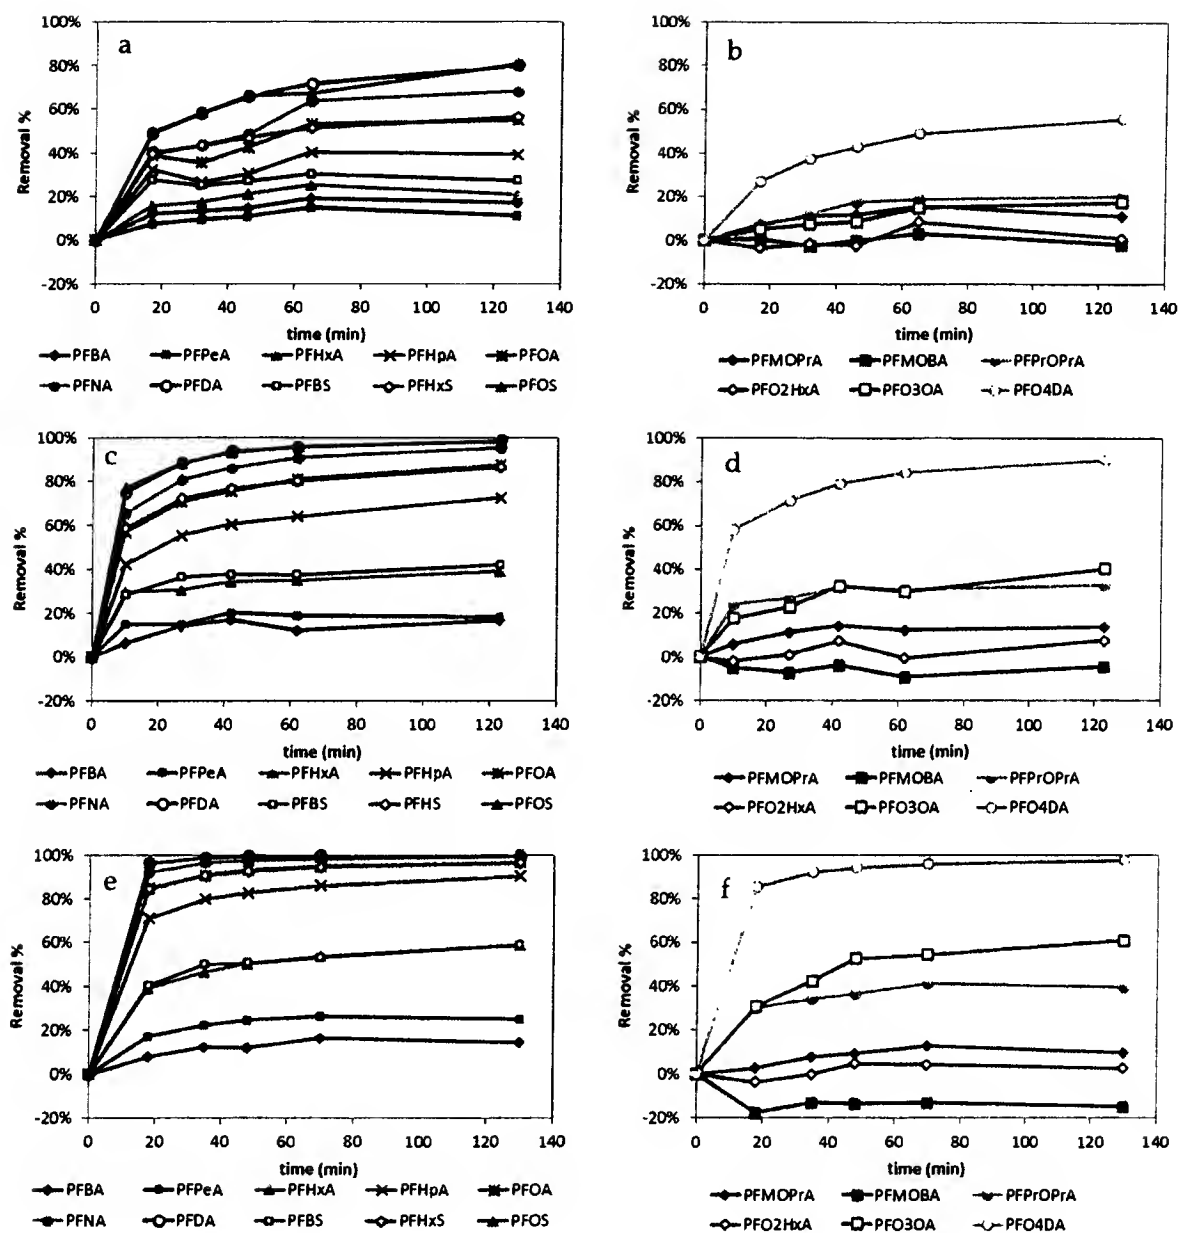 a
100%
80%
60%
40%
20%
0%
-20%
Removal %
0 20 40 60 80 100 120 140
time (min)
PFBA PFPeA PFHxA PFHpA PFOA
PFNA PFDA PFBS PFHxS PFOS
b
100%
80%
60%
40%
20%
0%
-20%
Removal %
0 20 40 60 80 100 120 140
time (min)
PFMOPrA PFMOBA PFPrOPrA
PFO2HxA PFO3OA PFO4DA
c
100%
80%
60%
40%
20%
0%
-20%
Removal %
0 20 40 60 80 100 120 140
time (min)
PFBA PFPeA PFHxA PFHpA PFOA
PFNA PFDA PFBS PFHS PFOS
d
100%
80%
60%
40%
20%
0%
-20%
Removal %
0 20 40 60 80 100 120 140
time (min)
PFMOPrA PFMOBA PFPrOPrA
PFO2HxA PFO3OA PFO4DA
e
100%
80%
60%
40%
20%
0%
-20%
Removal %
0 20 40 60 80 100 120 140
time (min)
PFBA PFPeA PFHxA PFHpA PFOA
PFNA PFDA PFBS PFHxS PFOS
f
100%
80%
60%
40%
20%
0%
-20%
Removal %
0 20 40 60 80 100 120 140
time (min)
PFMOPrA PFMOBA PFPrOPrA
PFO2HxA PFO3OA PFO4DA